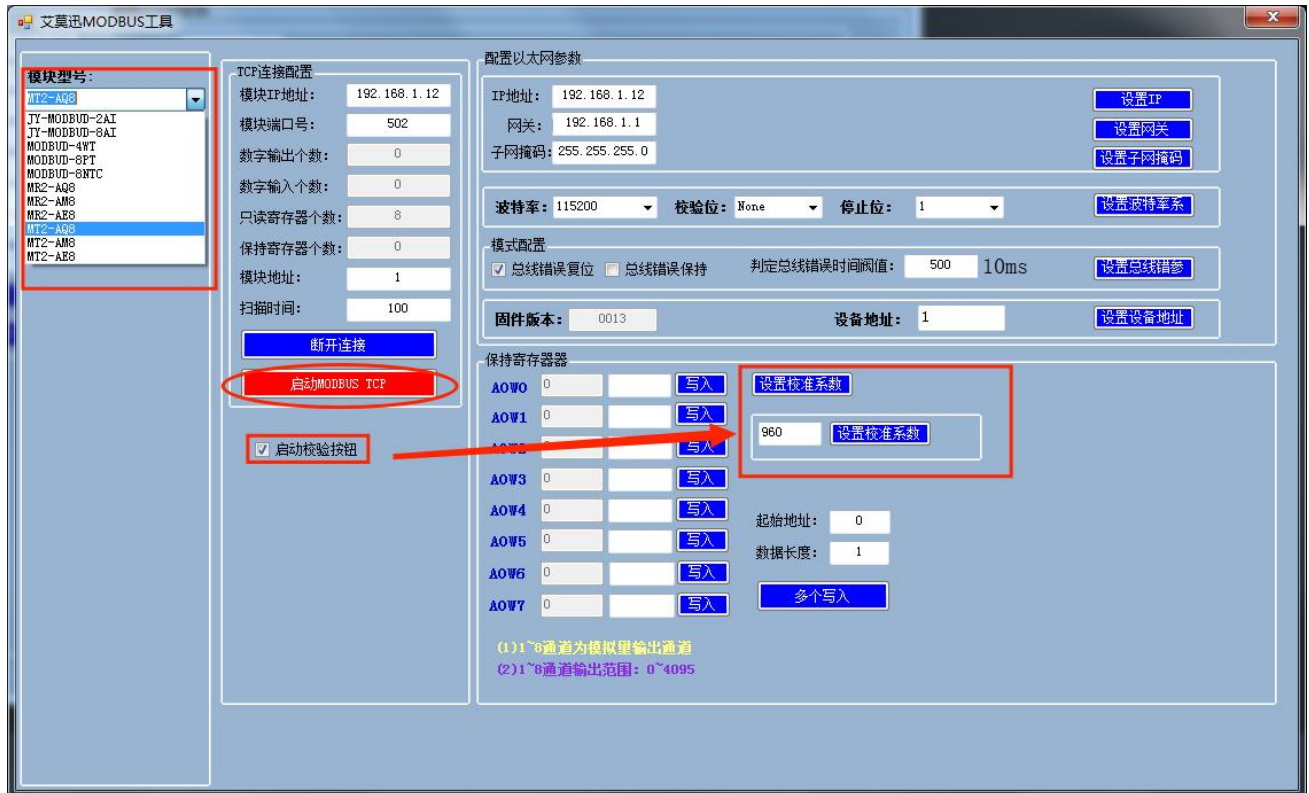 艾莫迅MODBUS工具
模块型号:
MT2-AQ8
JY-MODBUD-2AI
JY-MODBUD-8AI
MODBUD-4WT
MODBUD-8PT
MODBUD-8NTC
MR2-AQ8
MR2-AM8
MR2-AE8
MT2-AQ8
MT2-AM8
MT2-AE8
TCP连接配置
模块IP地址: 192.168.1.12
模块端口号: 502
数字输出个数: 0
数字输入个数: 0
只读寄存器个数: 8
保持寄存器个数: 0
模块地址: 1
扫描时间: 100
断开连接
启动MODBUS TCP
启动校验按钮
配置以太网参数
IP地址: 192.168.1.12 设置IP
网关: 192.168.1.1 设置网关
子网掩码: 255.255.255.0 设置子网掩码
波特率: 115200 校验位: None 停止位: 1 设置波特率系
模式配置
总线错误复位 总线错误保持 判定总线错误时间阀值: 500 10ms 设置总线错参
固件版本: 0013 设备地址: 1 设置设备地址
保持寄存器器
AOW0 0 写入 设置校准系数
AOW1 0 写入
AOW2 0 写入 960 设置校准系数
AOW3 0 写入
AOW4 0 写入 起始地址: 0
AOW5 0 写入 数据长度: 1
AOW6 0 写入 多个写入
AOW7 0 写入
(1)1~8通道为模拟里输出通道
(2)1~8通道输出范围: 0~4095